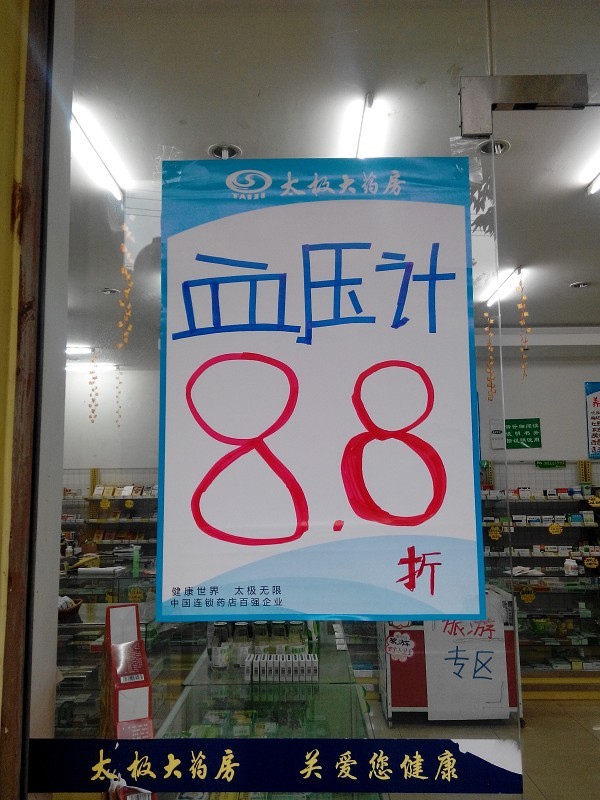 TAIJI 太极大药房
血压计
8.8
折
健康世界 太极无限
中国连锁药店百强企业
旅游
专区
太极大药房 关爱您健康